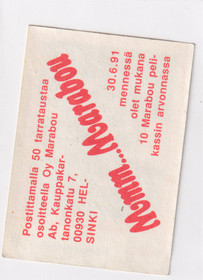 Postittamalla 50 tarrataustaa
osoitteella Oy Marabou
Ab, Kauppakar-
tanonkatu 7,
00930 HEL-
SINKI
Mmmm...Marabou
30.6.91
mennessä
olet mukana
10 Marabou peli-
kassin arvonnassa